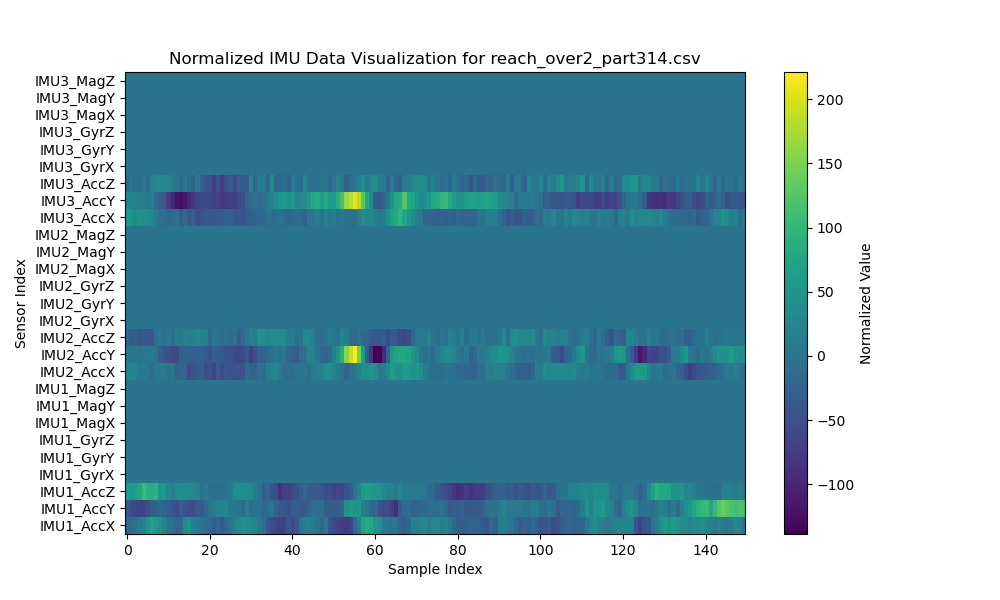 Normalized IMU Data Visualization for reach_over2_part314.csv
IMU3_MagZ
IMU3_MagY
IMU3_MagX
IMU3_GyrZ
IMU3_GyrY
IMU3_GyrX
IMU3_AccZ
IMU3_AccY
IMU3_AccX
IMU2_MagZ
IMU2_MagY
IMU2_MagX
IMU2_GyrZ
IMU2_GyrY
IMU2_GyrX
IMU2_AccZ
IMU2_AccY
IMU2_AccX
IMU1_MagZ
IMU1_MagY
IMU1_MagX
IMU1_GyrZ
IMU1_GyrY
IMU1_GyrX
IMU1_AccZ
IMU1_AccY
IMU1_AccX
Sensor Index
0 20 40 60 80 100 120 140
Sample Index
200
150
100
50
0
−50
−100
Normalized Value